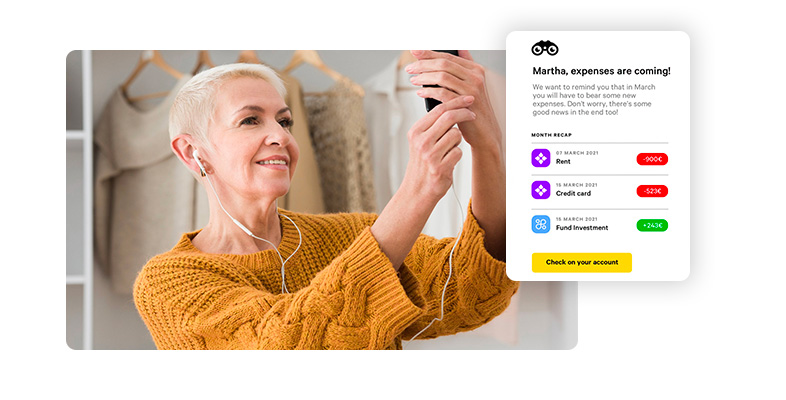 Martha, expenses are coming!
We want to remind you that in March
you will have to bear some new
expenses. Don't worry, there's some
good news in the end too!
MONTH RECAP
07 MARCH 2021
Rent
-900€
15 MARCH 2021
Credit card
-523€
15 MARCH 2021
Fund Investment
+243€
Check on your account